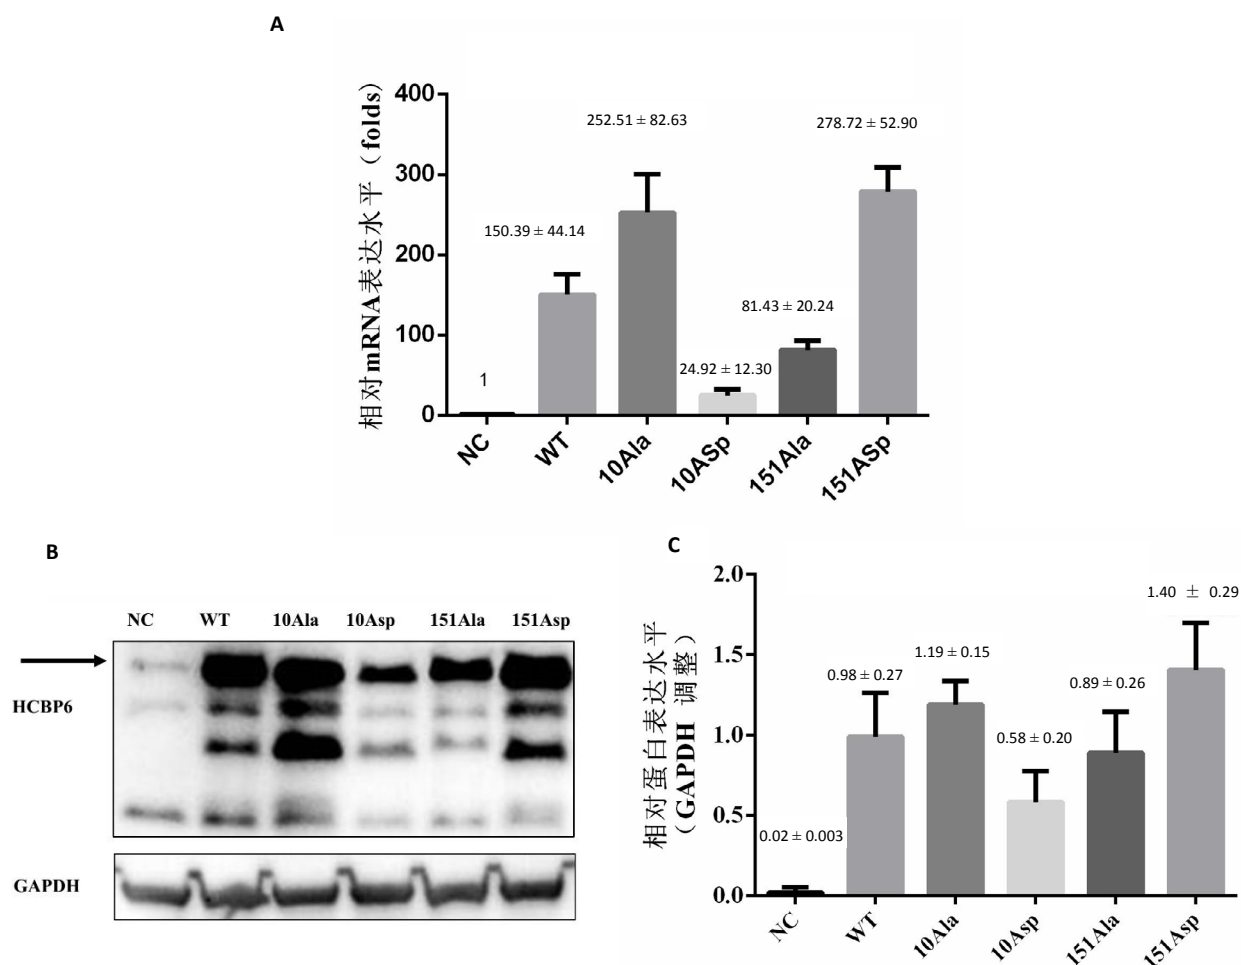 A
相对mRNA表达水平（folds）
400
300
200
100
0
1
150.39 ± 44.14
252.51 ± 82.63
24.92 ± 12.30
81.43 ± 20.24
278.72 ± 52.90
NC
WT
10Ala
10ASp
151Ala
151ASp
B
NC WT 10Ala 10Asp 151Ala 151Asp
HCBP6
GAPDH
C
相对蛋白表达水平
（GAPDH 调整）
2.0
1.5
1.0
0.5
0.0
0.02 ± 0.003
0.98 ± 0.27
1.19 ± 0.15
0.58 ± 0.20
0.89 ± 0.26
1.40 ± 0.29
NC
WT
10Ala
10Asp
151Ala
151Asp